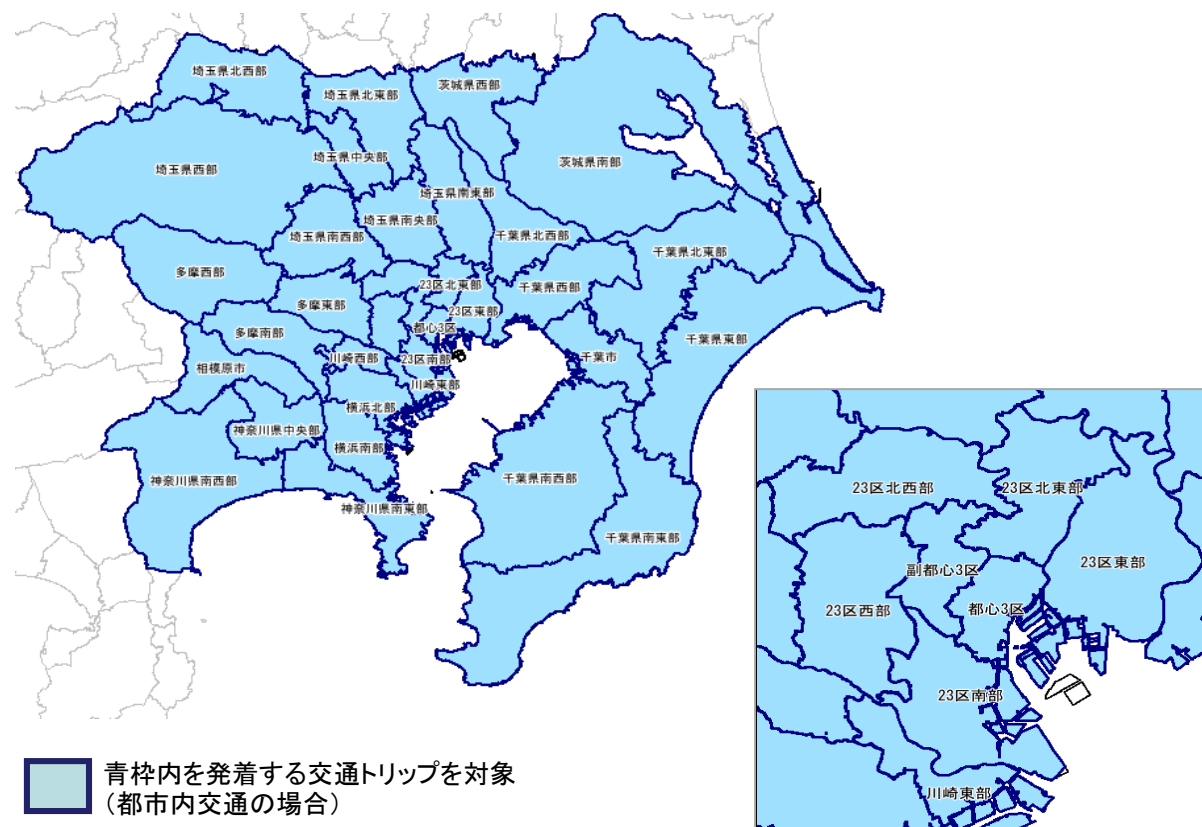 埼玉県北西部
埼玉県北東部
茨城県西部
埼玉県西部
埼玉県中央部
茨城県南部
埼玉県南東部
埼玉県南央部
埼玉県南西部
千葉県北西部
千葉県北東部
多摩西部
23区北東部
千葉県西部
多摩東部
23区東部
都心3区
多摩南部
千葉県東部
川崎西部
23区南部
千葉市
相模原市
川崎東部
横浜北部
神奈川県中央部
横浜南部
神奈川県南西部
千葉県南西部
神奈川県南東部
千葉県南東部
23区北西部
23区北東部
副都心3区
23区東部
23区西部
都心3区
23区南部
川崎東部
青枠内を発着する交通トリップを対象
(都市内交通の場合)